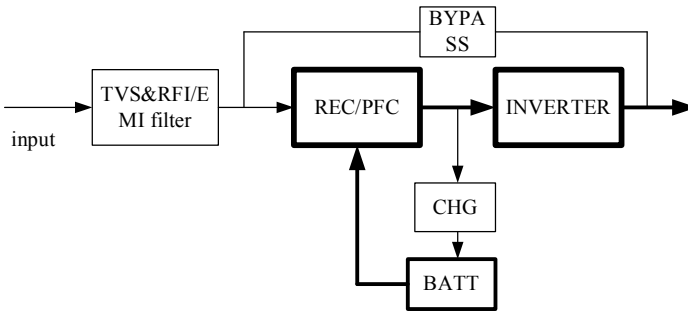 BYPA
SS
TVS&RFI/E
MI filter
REC/PFC
INVERTER
input
CHG
BATT